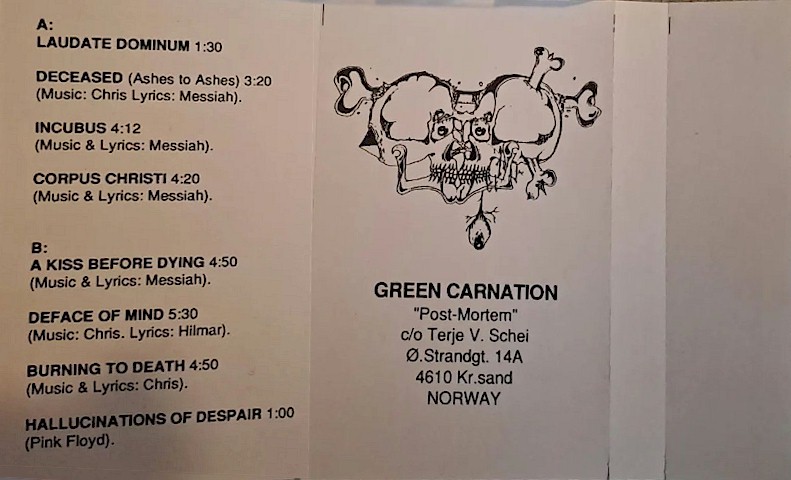 A:
LAUDATE DOMINUM 1:30
DECEASED (Ashes to Ashes) 3:20
(Music: Chris Lyrics: Messiah).
INCUBUS 4:12
(Music & Lyrics: Messiah).
CORPUS CHRISTI 4:20
(Music & Lyrics: Messiah).
B:
A KISS BEFORE DYING 4:50
(Music & Lyrics: Messiah).
DEFACE OF MIND 5:30
(Music: Chris. Lyrics: Hilmar).
BURNING TO DEATH 4:50
(Music & Lyrics: Chris).
HALLUCINATIONS OF DESPAIR 1:00
(Pink Floyd).
GREEN CARNATION
"Post-Mortem"
c/o Terje V. Schei
Ø.Strandgt. 14A
4610 Kr.sand
NORWAY